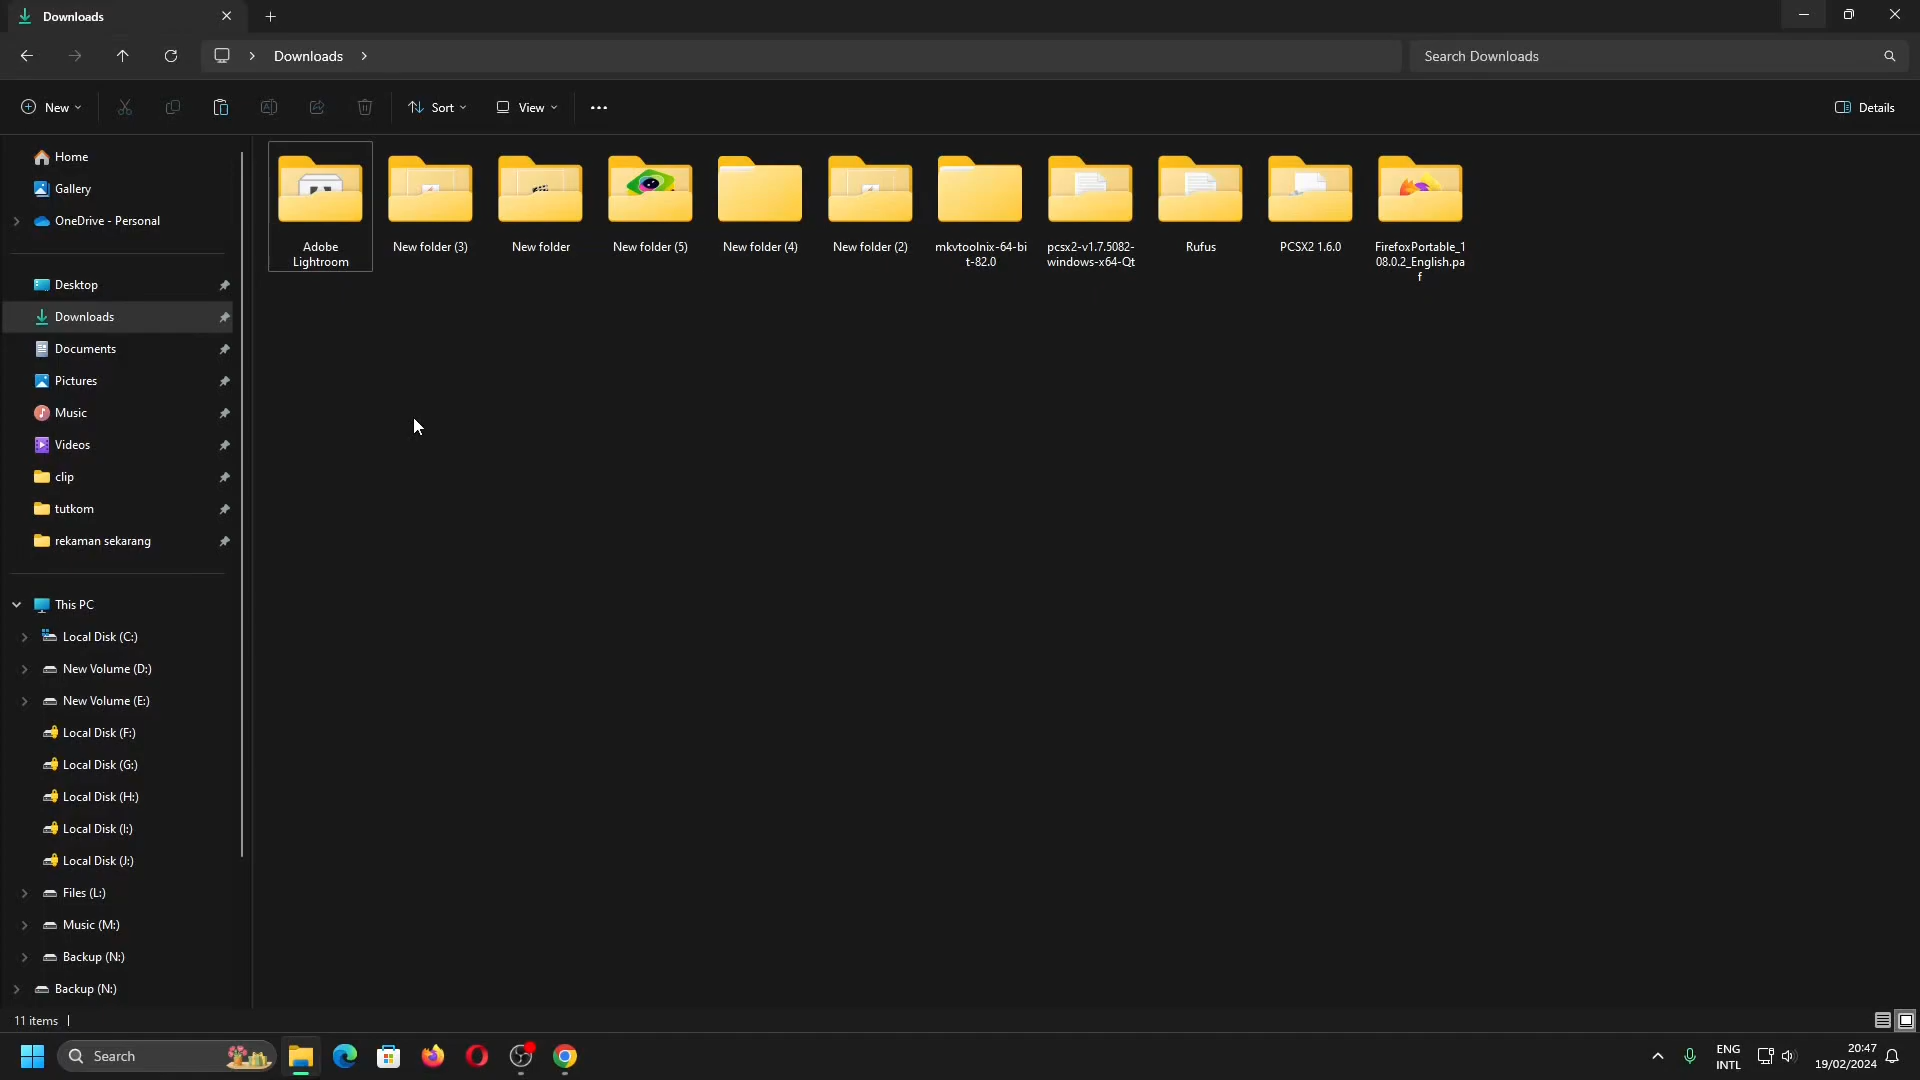 Downloads
Downloads
Search Downloads
New
Sort
View
Details
Home
Gallery
OneDrive - Personal
Desktop
Downloads
Documents
Pictures
Music
Videos
clip
tutkom
rekaman sekarang
This PC
Local Disk (C:)
New Volume (D:)
New Volume (E:)
Local Disk (F:)
Local Disk (G:)
Local Disk (H:)
Local Disk (I:)
Local Disk (J:)
Files (L:)
Music (M:)
Backup (N:)
Backup (N:)
Adobe
Lightroom
New folder (3)
New folder
New folder (5)
New folder (4)
New folder (2)
mkvtoolnix-64-bi
t-82.0
pcsx2-v1.7.5082-
windows-x64-Qt
Rufus
PCSX2 1.6.0
FirefoxPortable_1
08.0.2_English.pa
f
11 items
Search
ENG
INTL
20:47
19/02/2024